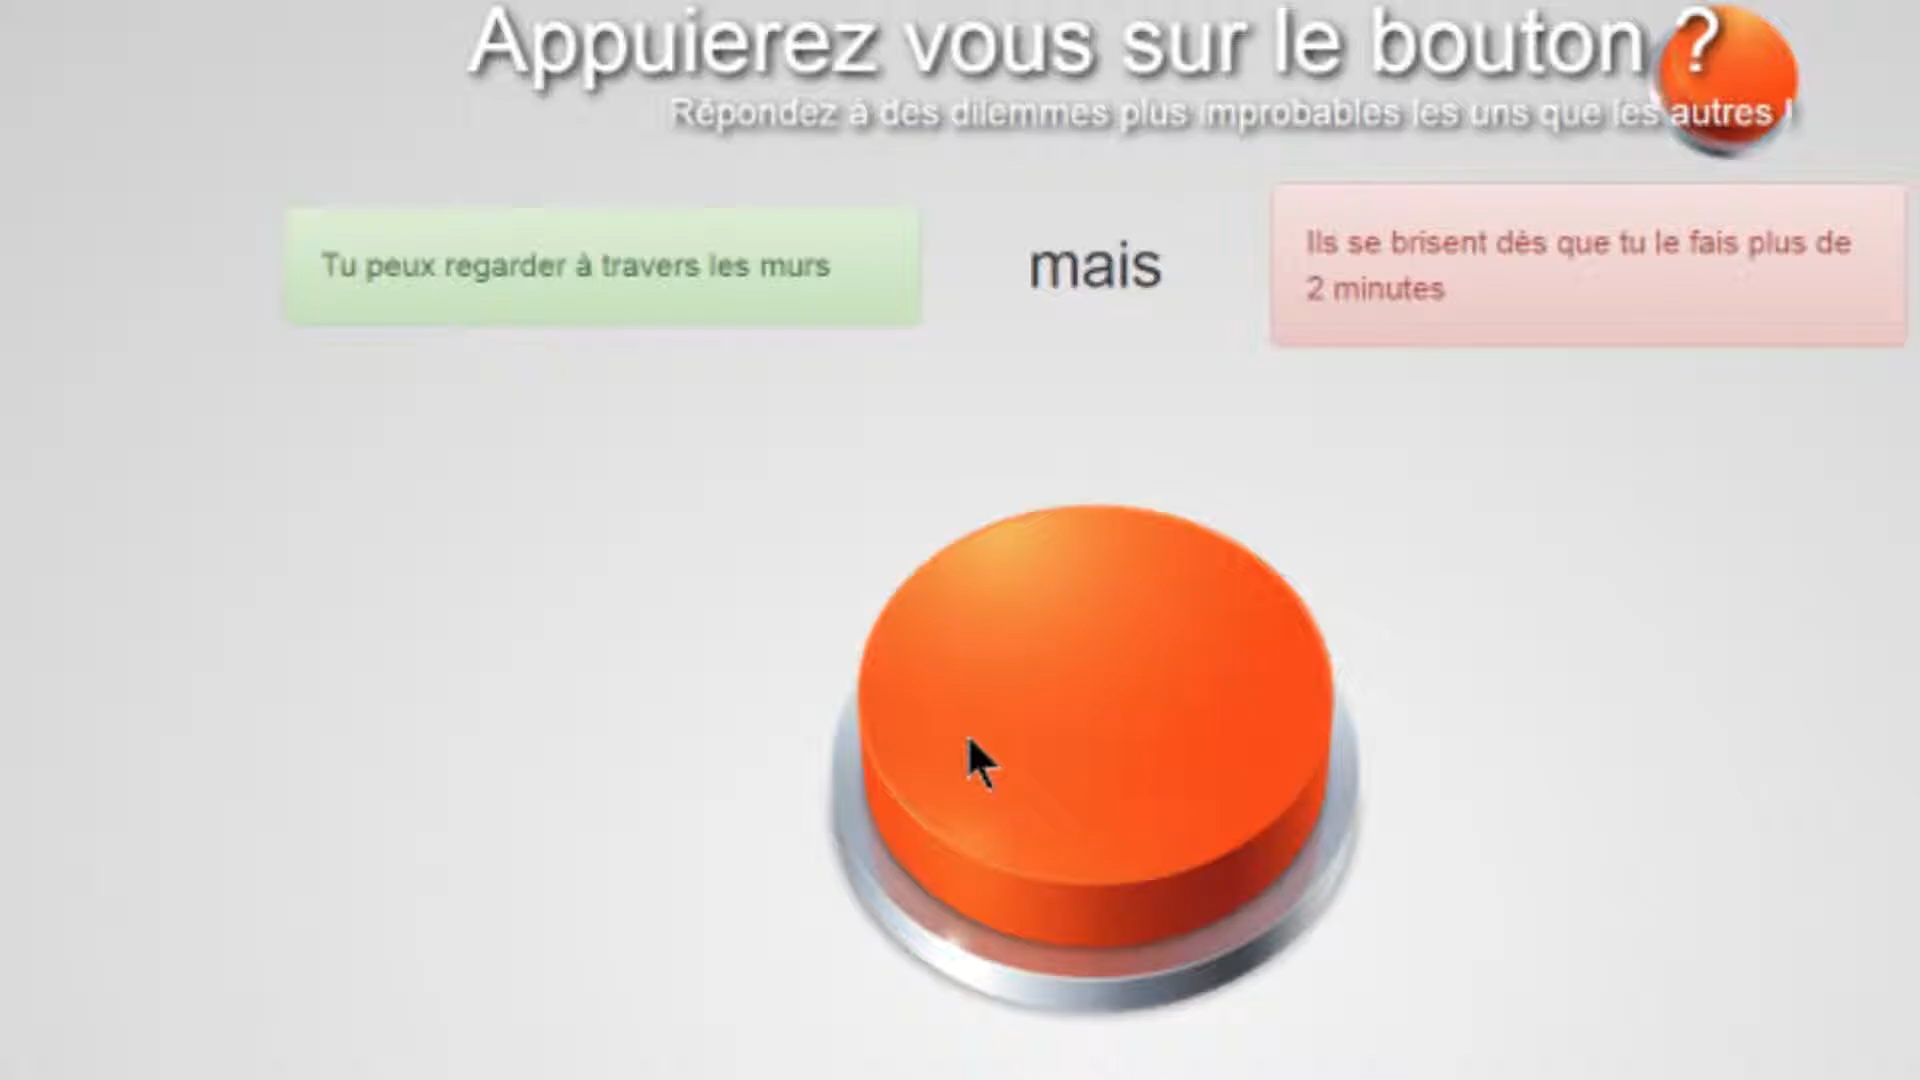 Appuierez vous sur le bouton ?
Répondez à des dilemmes plus improbables les uns que les autres !
Tu peux regarder à travers les murs
mais
Ils se brisent dès que tu le fais plus de
2 minutes